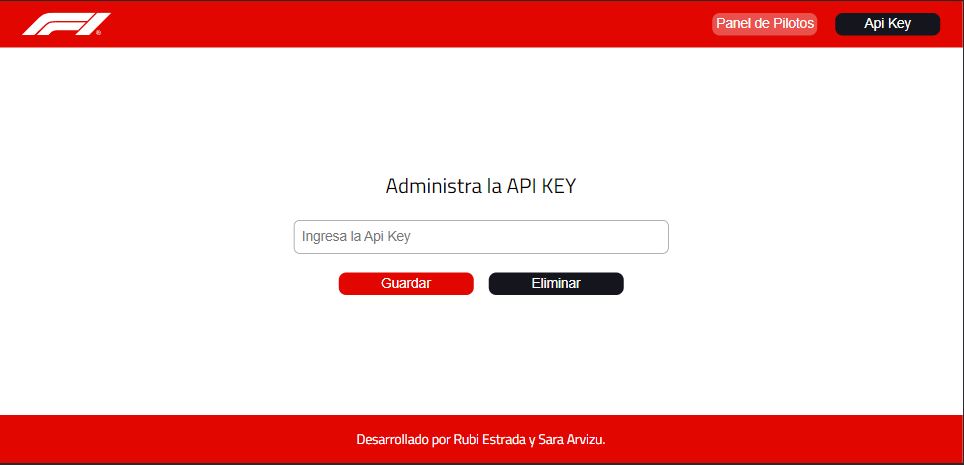 F1
Panel de Pilotos
Api Key
Administra la API KEY
Ingresa la Api Key
Guardar
Eliminar
Desarrollado por Rubi Estrada y Sara Arvizu.